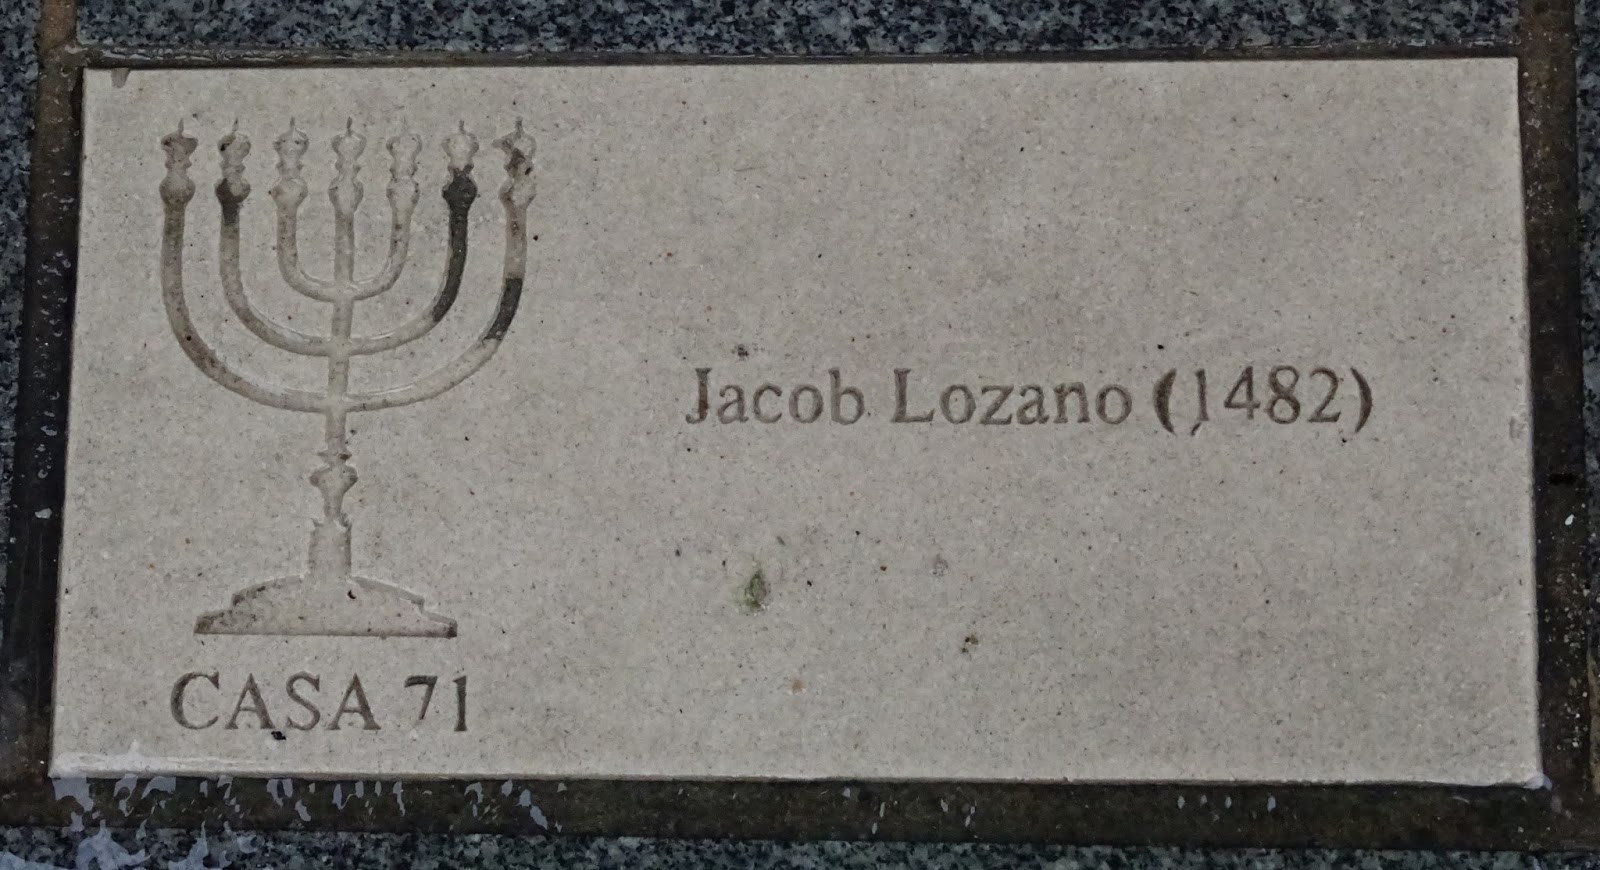 Jacob Lozano (1482)
CASA 71